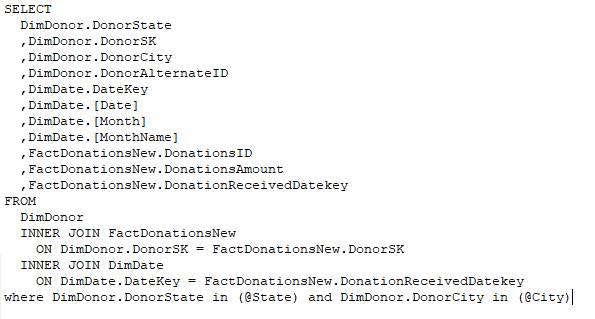 SELECT
  DimDonor.DonorState
  ,DimDonor.DonorSK
  ,DimDonor.DonorCity
  ,DimDonor.DonorAlternateID
  ,DimDate.DateKey
  ,DimDate.[Date]
  ,DimDate.[Month]
  ,DimDate.[MonthName]
  ,FactDonationsNew.DonationsID
  ,FactDonationsNew.DonationsAmount
  ,FactDonationsNew.DonationReceivedDatekey
FROM
  DimDonor
  INNER JOIN FactDonationsNew
    ON DimDonor.DonorSK = FactDonationsNew.DonorSK
  INNER JOIN DimDate
    ON DimDate.DateKey = FactDonationsNew.DonationReceivedDatekey
where DimDonor.DonorState in (@State) and DimDonor.DonorCity in (@City)